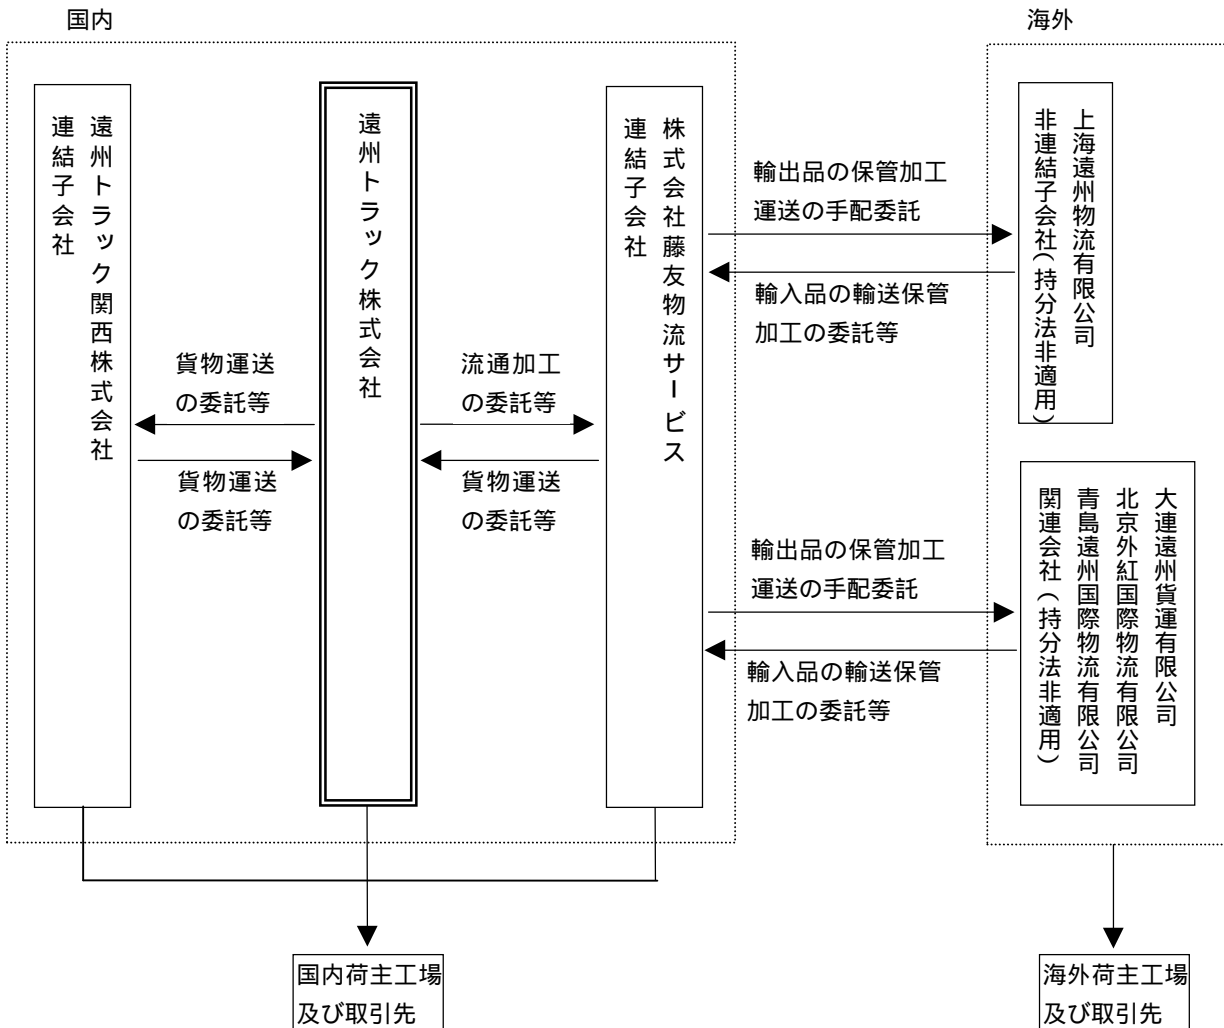 国内
海外
遠州トラック関西株式会社
連結子会社
遠州トラック株式会社
株式会社藤友物流サービス
連結子会社
貨物運送
の委託等
貨物運送
の委託等
流通加工
の委託等
貨物運送
の委託等
輸出品の保管加工
運送の手配委託
輸入品の輸送保管
加工の委託等
上海遠州物流有限公司
非連結子会社(持分法非適用)
輸出品の保管加工
運送の手配委託
輸入品の輸送保管
加工の委託等
大連遠州貨運有限公司
北京外紅国際物流有限公司
青島遠州国際物流有限公司
関連会社(持分法非適用)
国内荷主工場
及び取引先
海外荷主工場
及び取引先